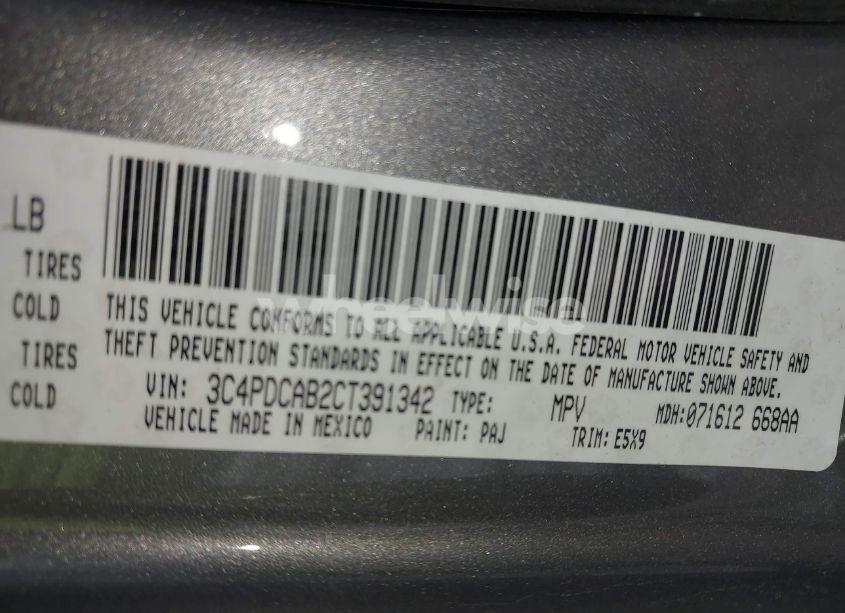 LB
TIRES
COLD
TIRES
COLD
wheelwise
THIS VEHICLE CONFORMS TO ALL APPLICABLE U.S.A. FEDERAL MOTOR VEHICLE SAFETY AND
THEFT PREVENTION STANDARDS IN EFFECT ON THE DATE OF MANUFACTURE SHOWN ABOVE.
VIN: 3C4PDCAB2CT391342 TYPE: MPV MDH:071612 668AA
VEHICLE MADE IN MEXICO PAINT: PAJ TRIM: E5X9